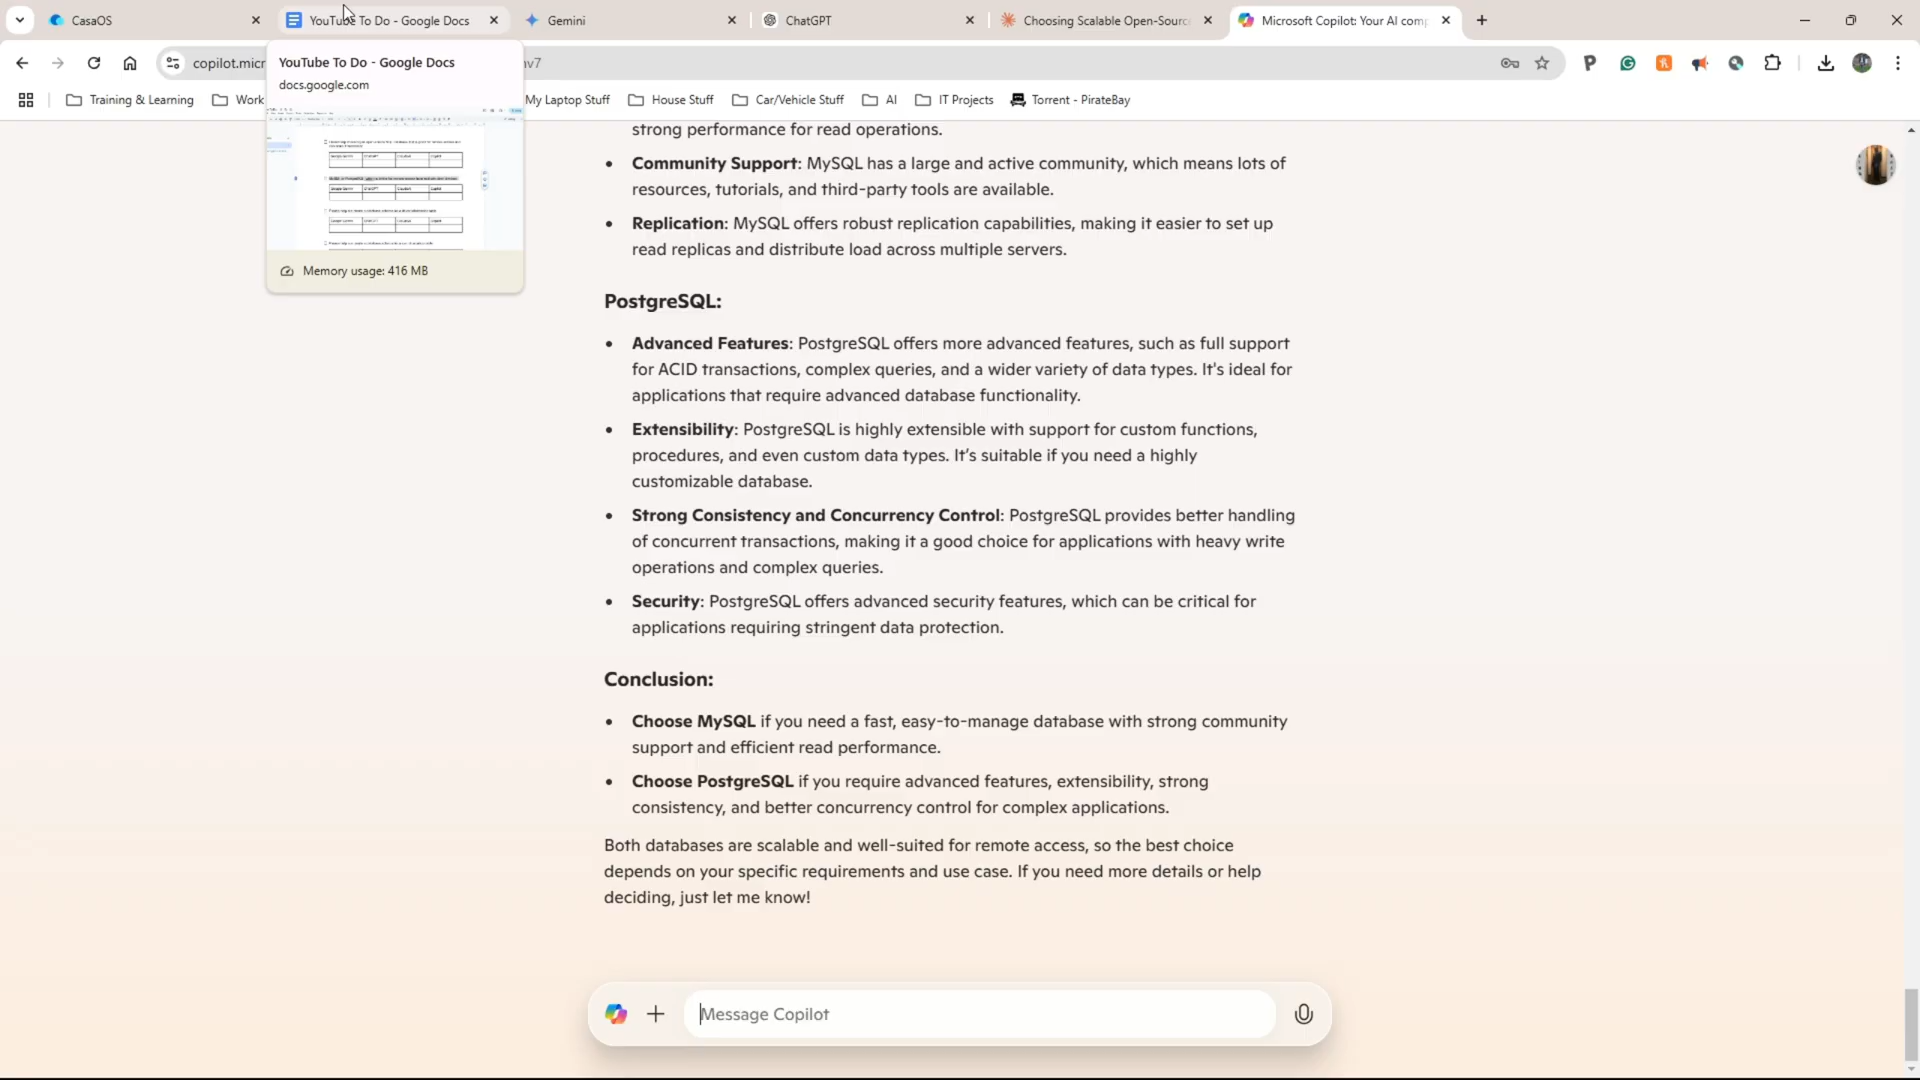 CasaOS
YouTube To Do - Google Docs
Gemini
ChatGPT
Choosing Scalable Open-Sourc
Microsoft Copilot: Your AI comp
copilot.micr
nv7
YouTube To Do - Google Docs
docs.google.com
Training & Learning
Work
My Laptop Stuff
House Stuff
Car/Vehicle Stuff
AI
IT Projects
Torrent - PirateBay
Memory usage: 416 MB
strong performance for read operations.
• Community Support: MySQL has a large and active community, which means lots of
resources, tutorials, and third-party tools are available.
• Replication: MySQL offers robust replication capabilities, making it easier to set up
read replicas and distribute load across multiple servers.
PostgreSQL:
• Advanced Features: PostgreSQL offers more advanced features, such as full support
for ACID transactions, complex queries, and a wider variety of data types. It's ideal for
applications that require advanced database functionality.
• Extensibility: PostgreSQL is highly extensible with support for custom functions,
procedures, and even custom data types. It’s suitable if you need a highly
customizable database.
• Strong Consistency and Concurrency Control: PostgreSQL provides better handling
of concurrent transactions, making it a good choice for applications with heavy write
operations and complex queries.
• Security: PostgreSQL offers advanced security features, which can be critical for
applications requiring stringent data protection.
Conclusion:
• Choose MySQL if you need a fast, easy-to-manage database with strong community
support and efficient read performance.
• Choose PostgreSQL if you require advanced features, extensibility, strong
consistency, and better concurrency control for complex applications.
Both databases are scalable and well-suited for remote access, so the best choice
depends on your specific requirements and use case. If you need more details or help
deciding, just let me know!
Message Copilot